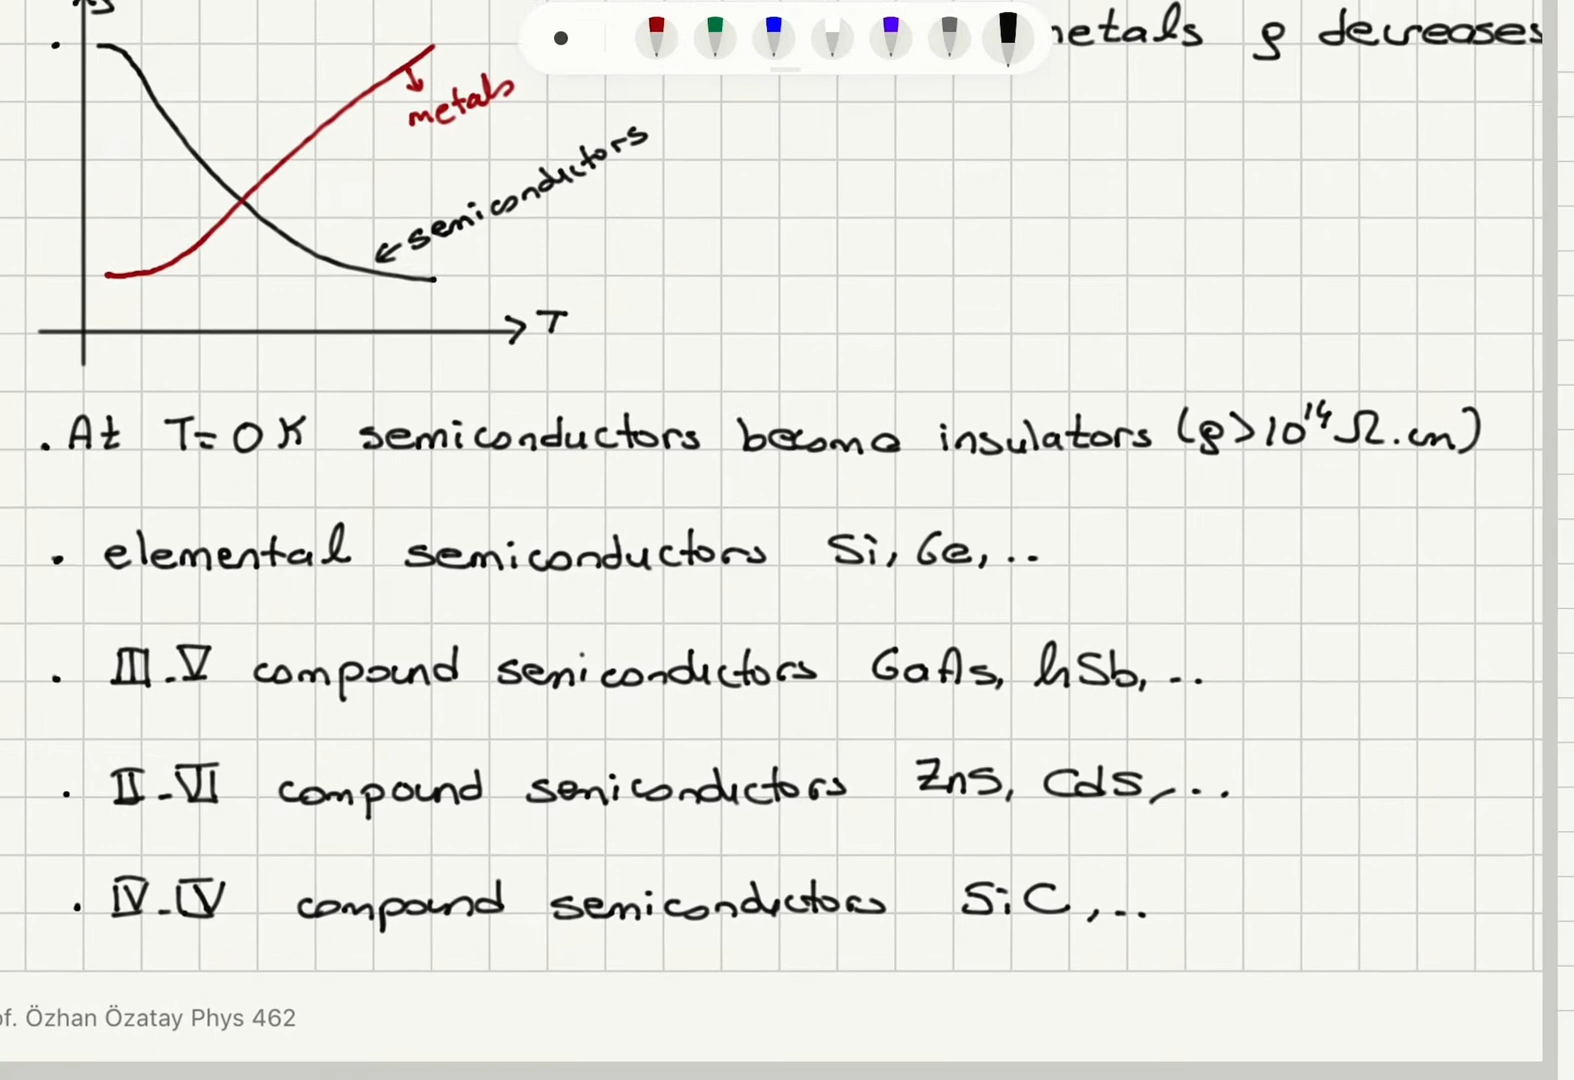 etals ρ decreases
metals
semiconductors
T
. At T=0K semiconductors become insulators (ρ>10¹⁴Ω.cm)
. elemental semiconductors Si, Ge, ..
. III-V compound semiconductors GaAs, InSb, ..
. II-VI compound semiconductors ZnS, CdS, ...
. IV-IV compound semiconductors SiC, ..
of. Özhan Özatay Phys 462